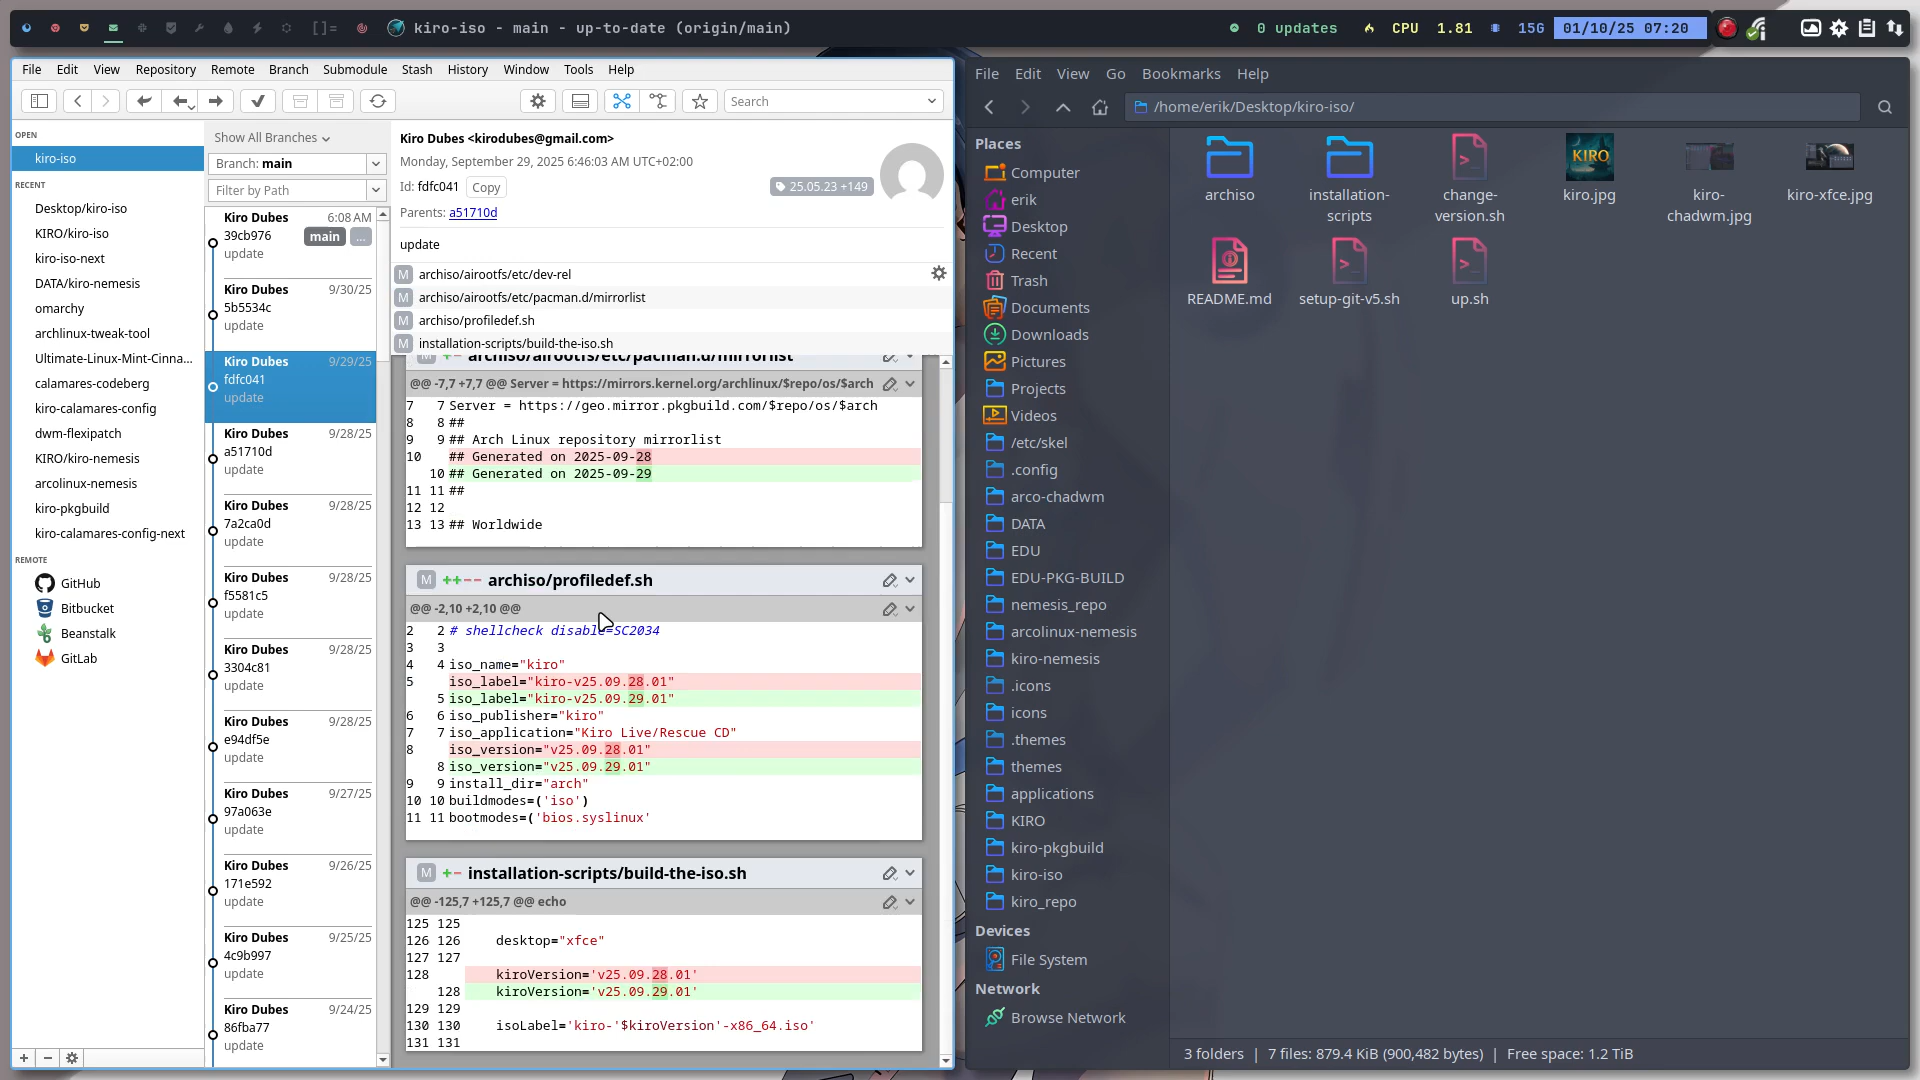 []=
kiro-iso - main - up-to-date (origin/main)
0 updates
CPU 1.81
15G
01/10/25 07:20
File Edit View Repository Remote Branch Submodule Stash History Window Tools Help
Search
OPEN
kiro-iso
RECENT
Desktop/kiro-iso
KIRO/kiro-iso
kiro-iso-next
DATA/kiro-nemesis
omarchy
archlinux-tweak-tool
Ultimate-Linux-Mint-Cinna...
calamares-codeberg
kiro-calamares-config
dwm-flexipatch
KIRO/kiro-nemesis
arcolinux-nemesis
kiro-pkgbuild
kiro-calamares-config-next
REMOTE
GitHub
Bitbucket
Beanstalk
GitLab
Show All Branches
Branch: main
Filter by Path
Kiro Dubes 6:08 AM
39cb976 main ...
update
Kiro Dubes 9/30/25
5b5534c
update
Kiro Dubes 9/29/25
fdfc041
update
Kiro Dubes 9/28/25
a51710d
update
Kiro Dubes 9/28/25
7a2ca0d
update
Kiro Dubes 9/28/25
f5581c5
update
Kiro Dubes 9/28/25
3304c81
update
Kiro Dubes 9/28/25
e94df5e
update
Kiro Dubes 9/27/25
97a063e
update
Kiro Dubes 9/26/25
171e592
update
Kiro Dubes 9/25/25
4c9b997
update
Kiro Dubes 9/24/25
86fba77
update
Kiro Dubes <kirodubes@gmail.com>
Monday, September 29, 2025 6:46:03 AM UTC+02:00
Id: fdfc041 Copy 25.05.23 +149
Parents: a51710d
update
M archiso/airootfs/etc/dev-rel
M archiso/airootfs/etc/pacman.d/mirrorlist
M archiso/profiledef.sh
M installation-scripts/build-the-iso.sh
M +- archiso/airootfs/etc/pacman.d/mirrorlist
@@ -7,7 +7,7 @@ Server = https://mirrors.kernel.org/archlinux/$repo/os/$arch
7 7 Server = https://geo.mirror.pkgbuild.com/$repo/os/$arch
8 8 ##
9 9 ## Arch Linux repository mirrorlist
10 ## Generated on 2025-09-28
10 ## Generated on 2025-09-29
11 11 ##
12 12
13 13 ## Worldwide
M ++-- archiso/profiledef.sh
@@ -2,10 +2,10 @@
2 2 # shellcheck disable=SC2034
3 3
4 4 iso_name="kiro"
5 iso_label="kiro-v25.09.28.01"
5 iso_label="kiro-v25.09.29.01"
6 6 iso_publisher="kiro"
7 7 iso_application="Kiro Live/Rescue CD"
8 iso_version="v25.09.28.01"
8 iso_version="v25.09.29.01"
9 9 install_dir="arch"
10 10 buildmodes=('iso')
11 11 bootmodes=('bios.syslinux'
M +- installation-scripts/build-the-iso.sh
@@ -125,7 +125,7 @@ echo
125 125
126 126 desktop="xfce"
127 127
128 kiroVersion='v25.09.28.01'
128 kiroVersion='v25.09.29.01'
129 129
130 130 isoLabel='kiro-'$kiroVersion'-x86_64.iso'
131 131
File Edit View Go Bookmarks Help
/home/erik/Desktop/kiro-iso/
Places
Computer
erik
Desktop
Recent
Trash
Documents
Downloads
Pictures
Projects
Videos
/etc/skel
.config
arco-chadwm
DATA
EDU
EDU-PKG-BUILD
nemesis_repo
arcolinux-nemesis
kiro-nemesis
.icons
icons
.themes
themes
applications
KIRO
kiro-pkgbuild
kiro-iso
kiro_repo
Devices
File System
Network
Browse Network
archiso
installation-
scripts
change-
version.sh
KIRO
kiro.jpg
kiro-
chadwm.jpg
kiro-xfce.jpg
README.md
setup-git-v5.sh
up.sh
3 folders | 7 files: 879.4 KiB (900,482 bytes) | Free space: 1.2 TiB